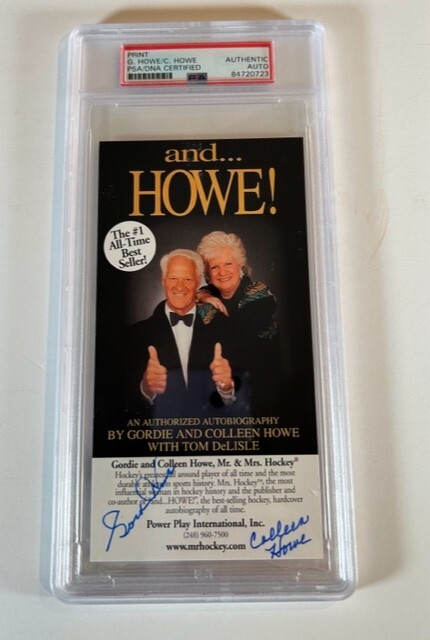 PRINT
G. HOWE/C. HOWE
PSA/DNA CERTIFIED
AUTHENTIC
AUTO
84720723
PSA
and...
HOWE!
The #1
All-Time
Best
Seller!
AN AUTHORIZED AUTOBIOGRAPHY
BY GORDIE AND COLLEEN HOWE
WITH TOM DeLISLE
Gordie and Colleen Howe, Mr. & Mrs. Hockey®
Hockey's around player of all time and the most
durable in sports history. Mrs. Hockey™, the most
influential woman in hockey history and the publisher and
co-author of and...HOWE!, the best-selling hockey, hardcover
autobiography of all time.
Power Play International, Inc.
(248) 960-7500
www.mrhockey.com
Gordie Howe
Colleen
Howe